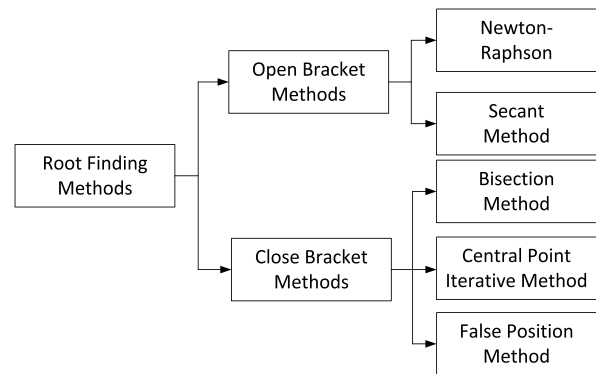 Root Finding
Methods
Open Bracket
Methods
Close Bracket
Methods
Newton-
Raphson
Secant
Method
Bisection
Method
Central Point
Iterative Method
False Position
Method